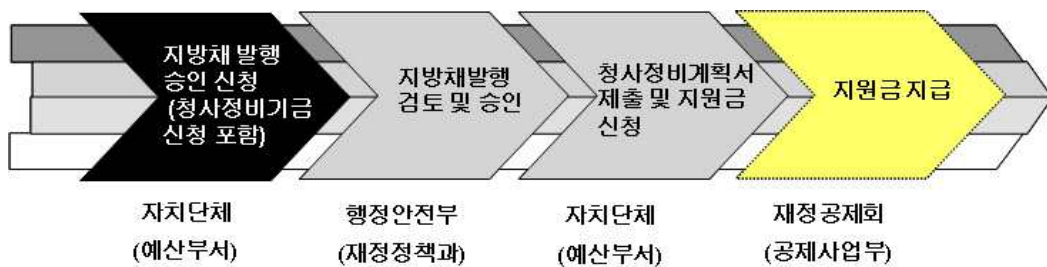 지방채 발행
승인 신청
(청사정비기금
신청 포함)
지방채발행
검토 및 승인
청사정비계획서
제출 및 지원금
신청
지원금 지급
자치단체
(예산부서)
행정안전부
(재정정책과)
자치단체
(예산부서)
재정공제회
(공제사업부)